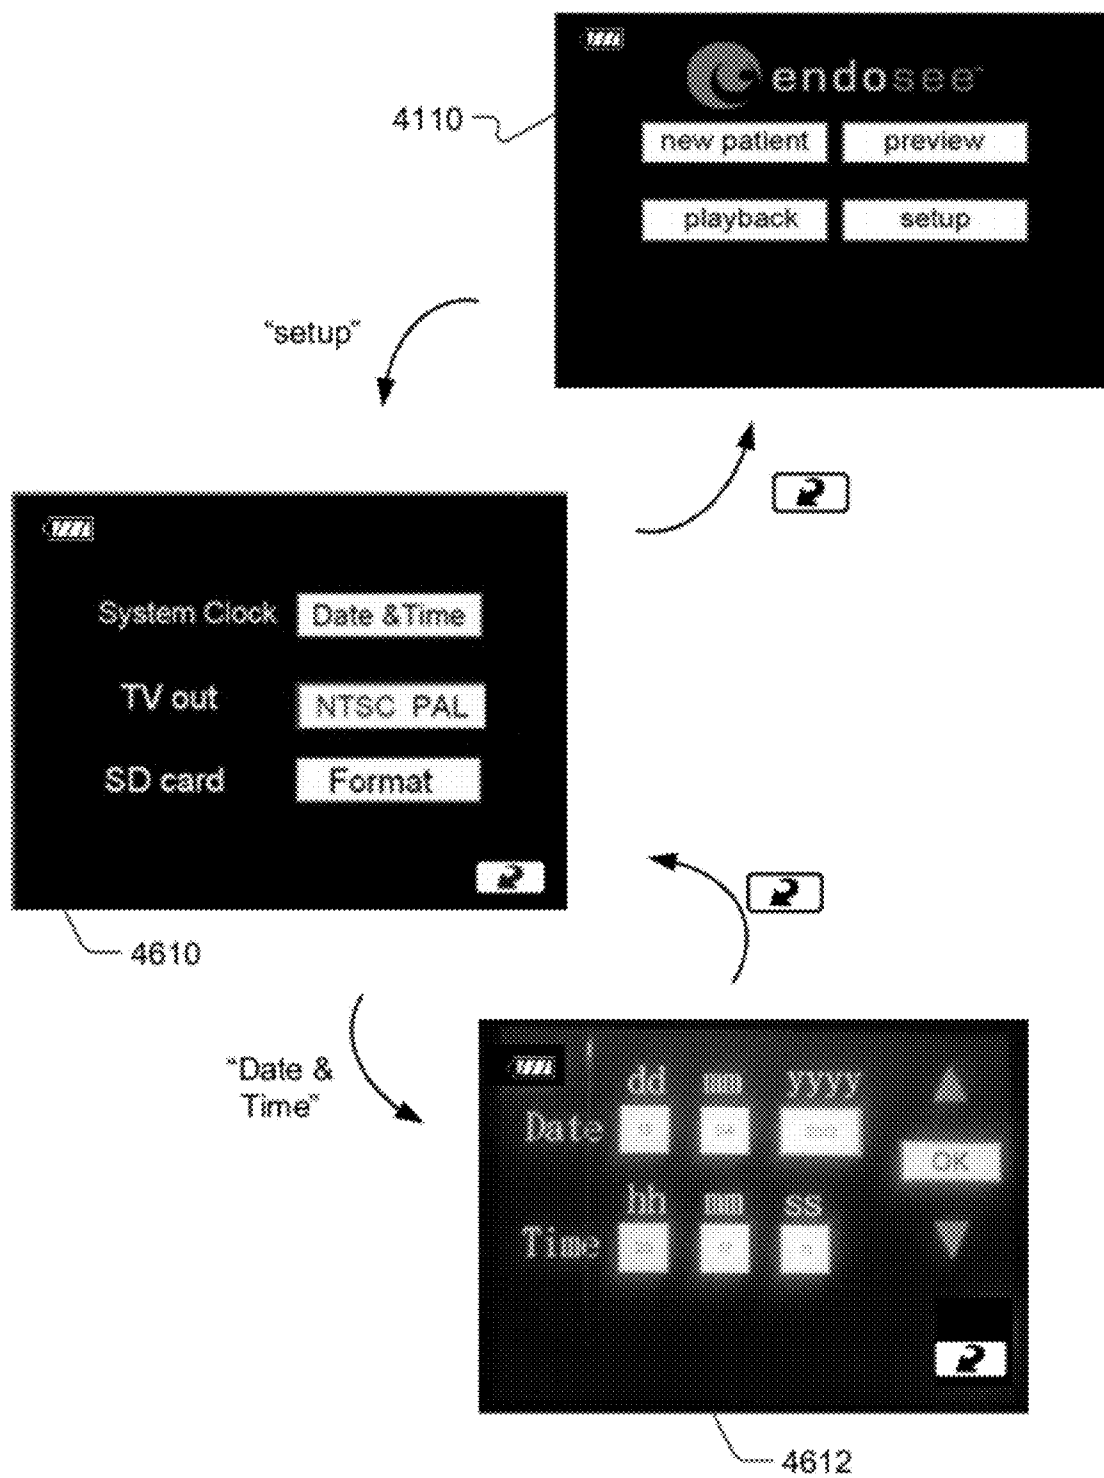 endosee™
4110
new patient preview
playback setup
"setup"
System Clock Date &Time
TV out NTSC PAL
SD card Format
4610
"Date &
Time"
dd mm yyyy
Date
OK
hh mm ss
Time
4612